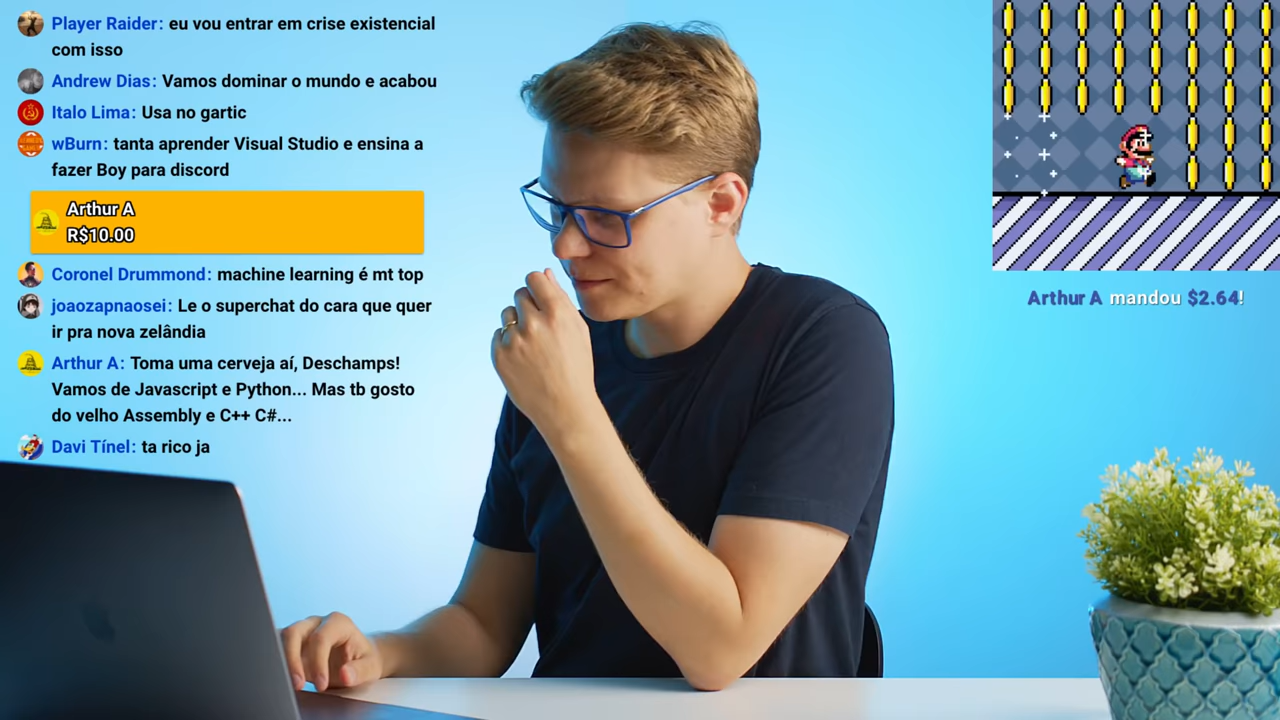 Player Raider: eu vou entrar em crise existencial
com isso
Andrew Dias: Vamos dominar o mundo e acabou
Italo Lima: Usa no gartic
wBurn: tanta aprender Visual Studio e ensina a
fazer Boy para discord
Arthur A
R$10.00
Coronel Drummond: machine learning é mt top
joaozapnaosei: Le o superchat do cara que quer
ir pra nova zelândia
Arthur A: Toma uma cerveja aí, Deschamps!
Vamos de Javascript e Python... Mas tb gosto
do velho Assembly e C++ C#...
Davi Tínel: ta rico ja
Arthur A mandou $2.64!